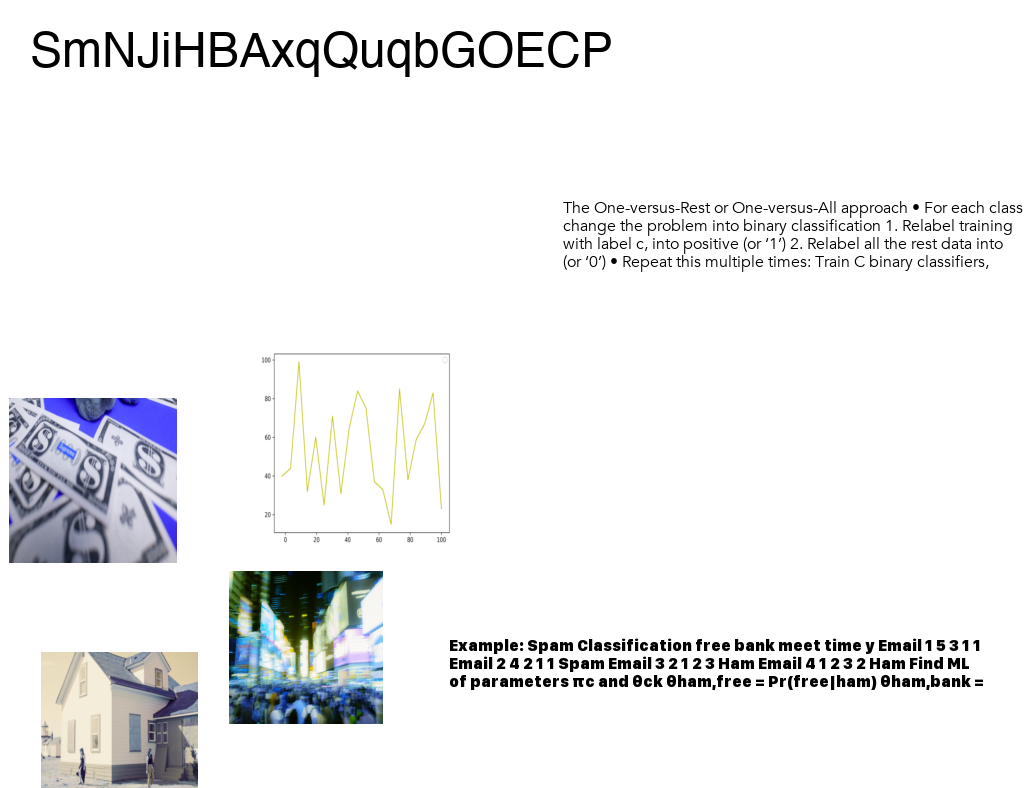 SmNJiHBAxqQuqbGOECP
The One-versus-Rest or One-versus-All approach • For each class
change the problem into binary classification 1. Relabel training
with label c, into positive (or ‘1’) 2. Relabel all the rest data into
(or ‘0’) • Repeat this multiple times: Train C binary classifiers,
100
80
60
40
20
0 20 40 60 80 100
Example: Spam Classification free bank meet time y Email 1 5 3 1 1
Email 2 4 2 1 1 Spam Email 3 2 1 2 3 Ham Email 4 1 2 3 2 Ham Find ML
of parameters πc and θck θham,free = Pr(free|ham) θham,bank =